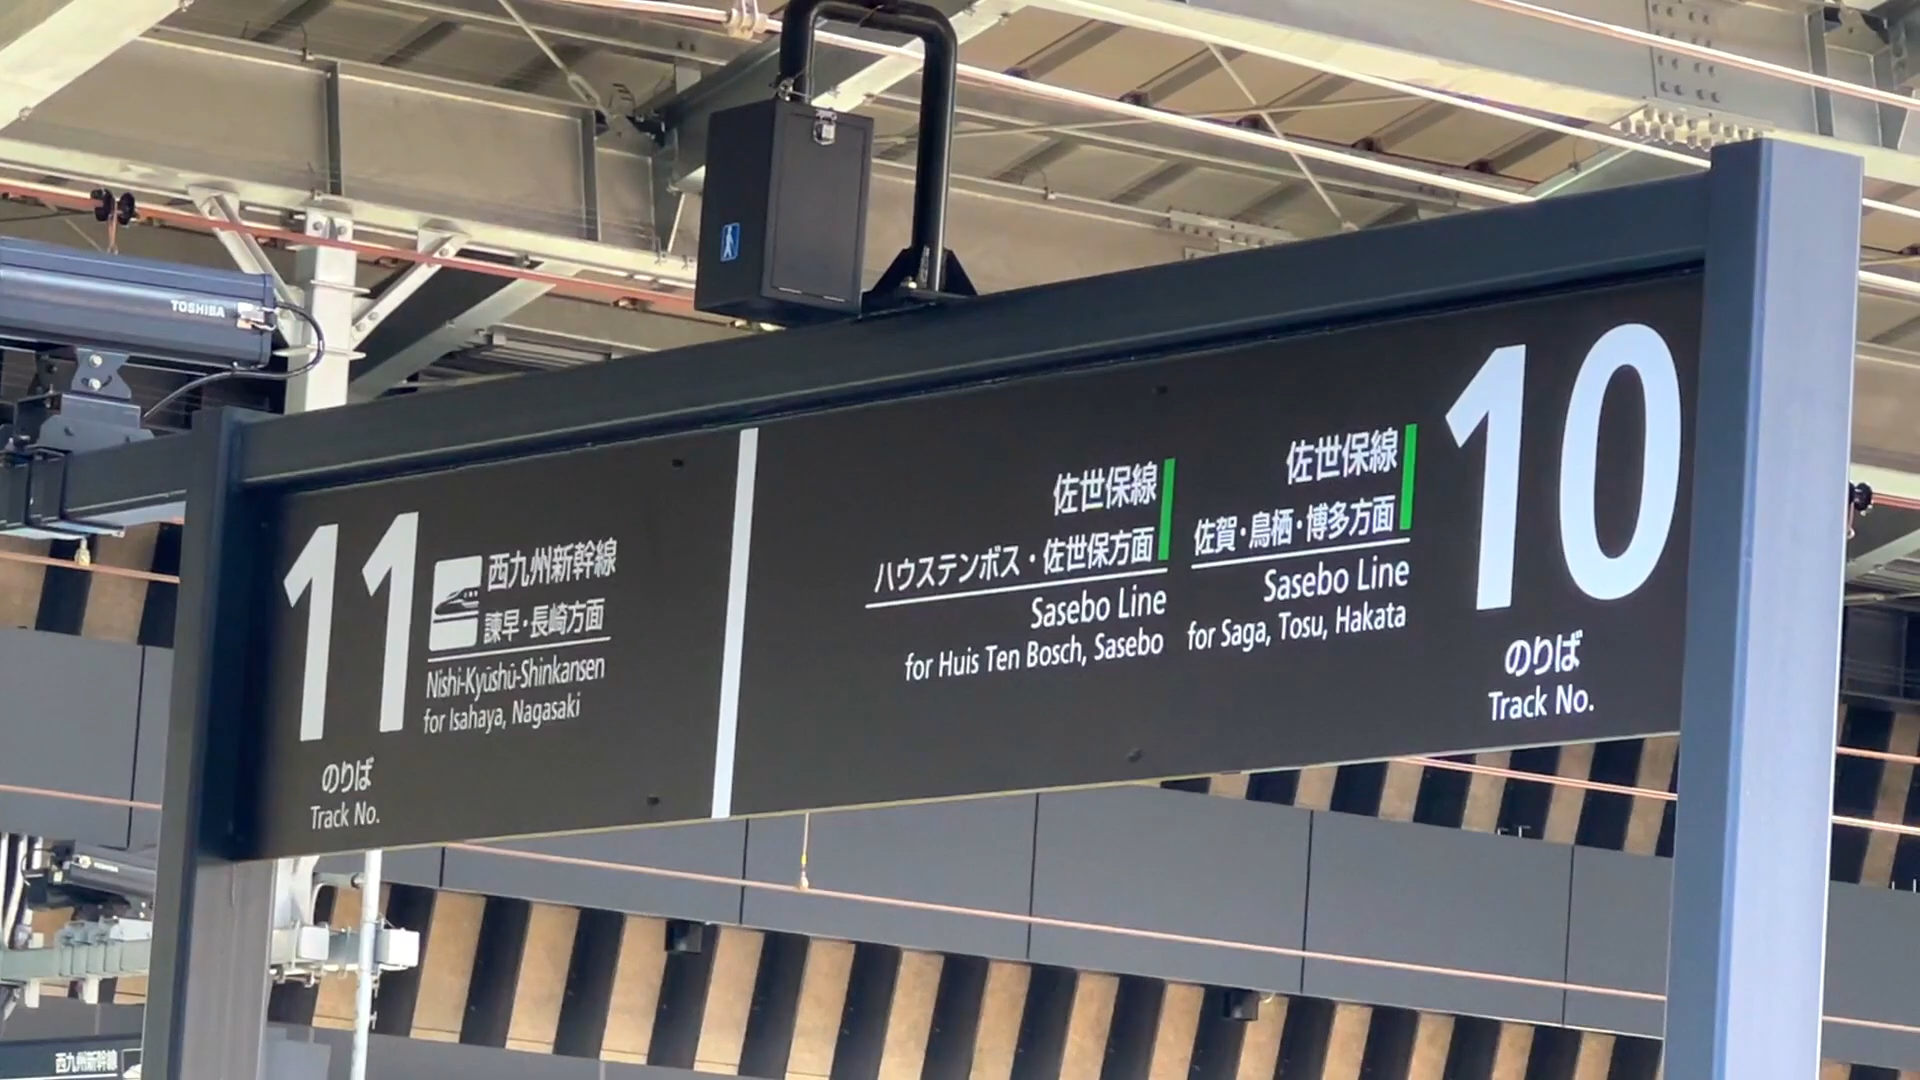 TOSHIBA
11
西九州新幹線
諫早・長崎方面
Nishi-Kyūshū-Shinkansen
for Isahaya, Nagasaki
のりば
Track No.
佐世保線
ハウステンボス・佐世保方面
Sasebo Line
for Huis Ten Bosch, Sasebo
佐世保線
佐賀・鳥栖・博多方面
Sasebo Line
for Saga, Tosu, Hakata
10
のりば
Track No.
TOSHIBA
西九州新幹線